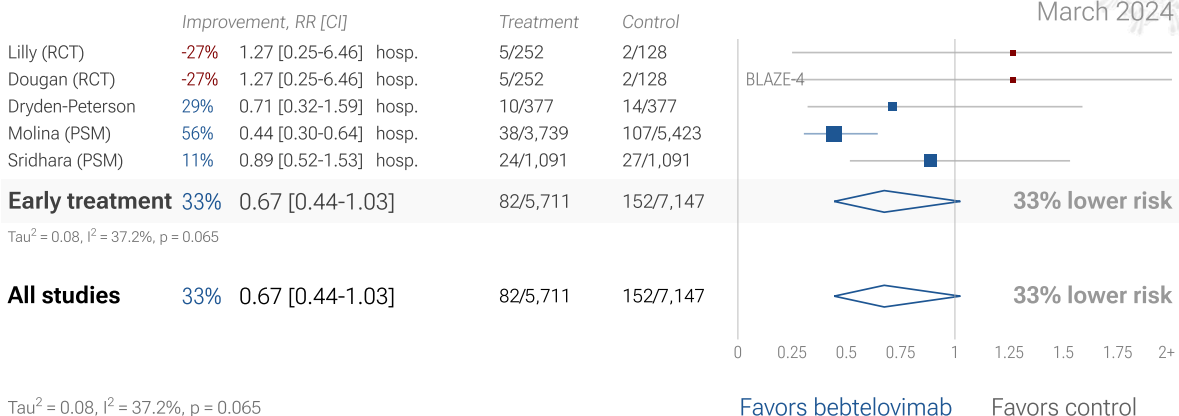 March 2024
Improvement, RR [CI] Treatment Control
Lilly (RCT) -27% 1.27 [0.25-6.46] hosp. 5/252 2/128
Dougan (RCT) -27% 1.27 [0.25-6.46] hosp. 5/252 2/128 BLAZE-4
Dryden-Peterson 29% 0.71 [0.32-1.59] hosp. 10/377 14/377
Molina (PSM) 56% 0.44 [0.30-0.64] hosp. 38/3,739 107/5,423
Sridhara (PSM) 11% 0.89 [0.52-1.53] hosp. 24/1,091 27/1,091
Early treatment 33% 0.67 [0.44-1.03] 82/5,711 152/7,147 33% lower risk
Tau² = 0.08, I² = 37.2%, p = 0.065
All studies 33% 0.67 [0.44-1.03] 82/5,711 152/7,147 33% lower risk
0 0.25 0.5 0.75 1 1.25 1.5 1.75 2+
Tau² = 0.08, I² = 37.2%, p = 0.065 Favors bebtelovimab Favors control